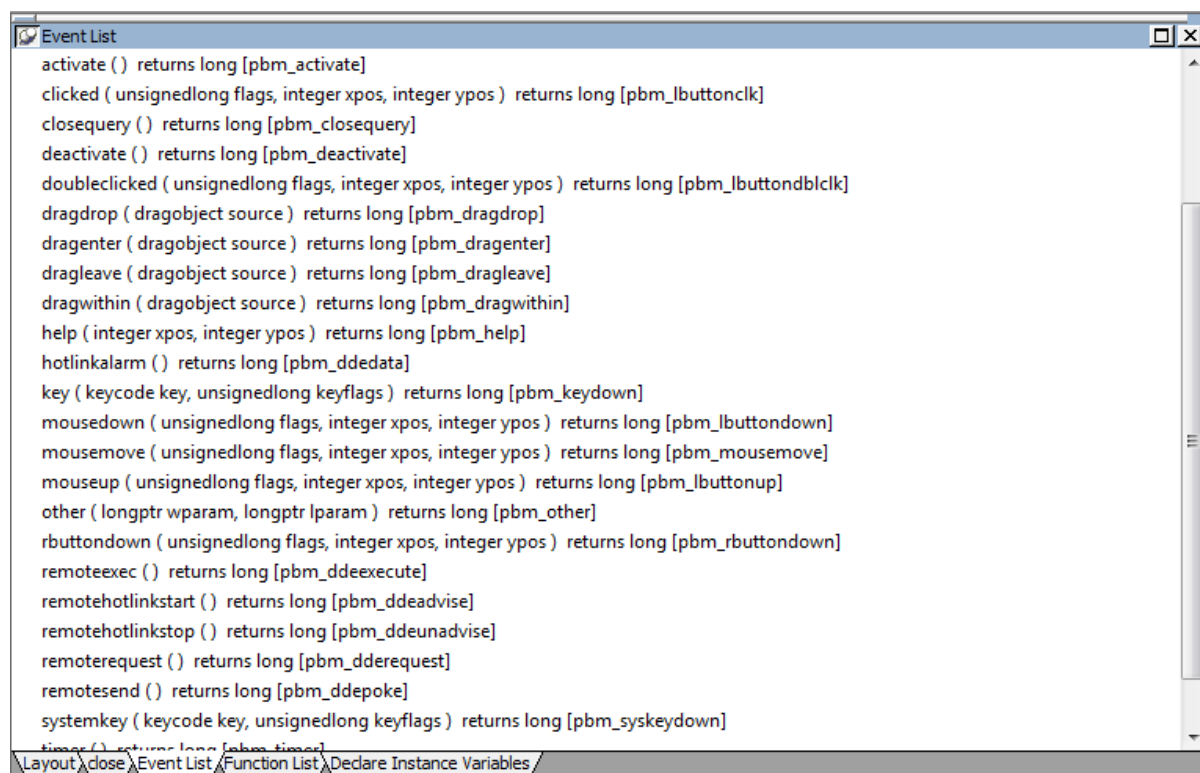 Event List
activate ( )  returns long [pbm_activate]
clicked ( unsignedlong flags, integer xpos, integer ypos )  returns long [pbm_lbuttonclk]
closequery ( )  returns long [pbm_closequery]
deactivate ( )  returns long [pbm_deactivate]
doubleclicked ( unsignedlong flags, integer xpos, integer ypos )  returns long [pbm_lbuttondblclk]
dragdrop ( dragobject source )  returns long [pbm_dragdrop]
dragenter ( dragobject source )  returns long [pbm_dragenter]
dragleave ( dragobject source )  returns long [pbm_dragleave]
dragwithin ( dragobject source )  returns long [pbm_dragwithin]
help ( integer xpos, integer ypos )  returns long [pbm_help]
hotlinkalarm ( )  returns long [pbm_ddedata]
key ( keycode key, unsignedlong keyflags )  returns long [pbm_keydown]
mousedown ( unsignedlong flags, integer xpos, integer ypos )  returns long [pbm_lbuttondown]
mousemove ( unsignedlong flags, integer xpos, integer ypos )  returns long [pbm_mousemove]
mouseup ( unsignedlong flags, integer xpos, integer ypos )  returns long [pbm_lbuttonup]
other ( longptr wparam, longptr lparam )  returns long [pbm_other]
rbuttondown ( unsignedlong flags, integer xpos, integer ypos )  returns long [pbm_rbuttondown]
remoteexec ( )  returns long [pbm_ddeexecute]
remotehotlinkstart ( )  returns long [pbm_ddeadvise]
remotehotlinkstop ( )  returns long [pbm_ddeunadvise]
remoterequest ( )  returns long [pbm_dderequest]
remotesend ( )  returns long [pbm_ddepoke]
systemkey ( keycode key, unsignedlong keyflags )  returns long [pbm_syskeydown]
timer ( )  returns long [pbm_timer]
Layout close Event List Function List Declare Instance Variables